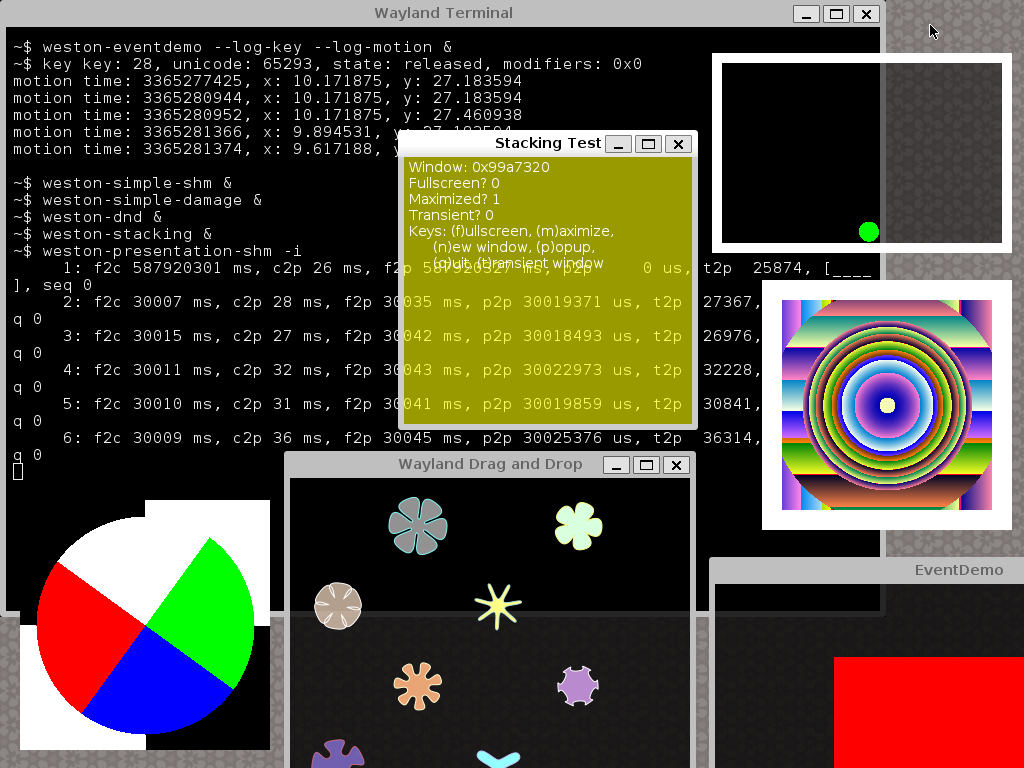 Wayland Terminal
~$ weston-eventdemo --log-key --log-motion &
~$ key key: 28, unicode: 65293, state: released, modifiers: 0x0
motion time: 3365277425, x: 10.171875, y: 27.183594
motion time: 3365280944, x: 10.171875, y: 27.183594
motion time: 3365280952, x: 10.171875, y: 27.460938
motion time: 3365281366, x: 9.894531, y: 27.183594
motion time: 3365281374, x: 9.617188, y
~$ weston-simple-shm &
~$ weston-simple-damage &
~$ weston-dnd &
~$ weston-stacking &
~$ weston-presentation-shm -i
1: f2c 587920301 ms, c2p 26 ms, f2p 587920327 ms, p2p 0 us, t2p 25874, [____
], seq 0
2: f2c 30007 ms, c2p 28 ms, f2p 30035 ms, p2p 30019371 us, t2p 27367,
q 0
3: f2c 30015 ms, c2p 27 ms, f2p 30042 ms, p2p 30018493 us, t2p 26976,
q 0
4: f2c 30011 ms, c2p 32 ms, f2p 30043 ms, p2p 30022973 us, t2p 32228,
q 0
5: f2c 30010 ms, c2p 31 ms, f2p 30041 ms, p2p 30019859 us, t2p 30841,
q 0
6: f2c 30009 ms, c2p 36 ms, f2p 30045 ms, p2p 30025376 us, t2p 36314,
q 0
Stacking Test
Window: 0x99a7320
Fullscreen? 0
Maximized? 1
Transient? 0
Keys: (f)ullscreen, (m)aximize,
(n)ew window, (p)opup,
(q)uit, (t)ransient window
Wayland Drag and Drop
EventDemo